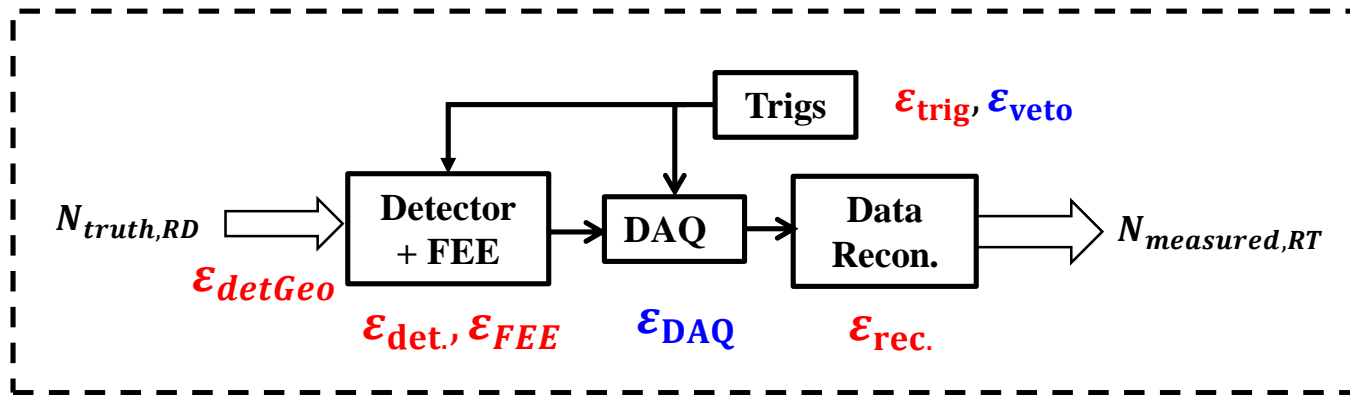 Trigs
ε_trig, ε_veto
N_truth,RD
Detector
+ FEE
DAQ
Data
Recon.
N_measured,RT
ε_detGeo
ε_det., ε_FEE
ε_DAQ
ε_rec.